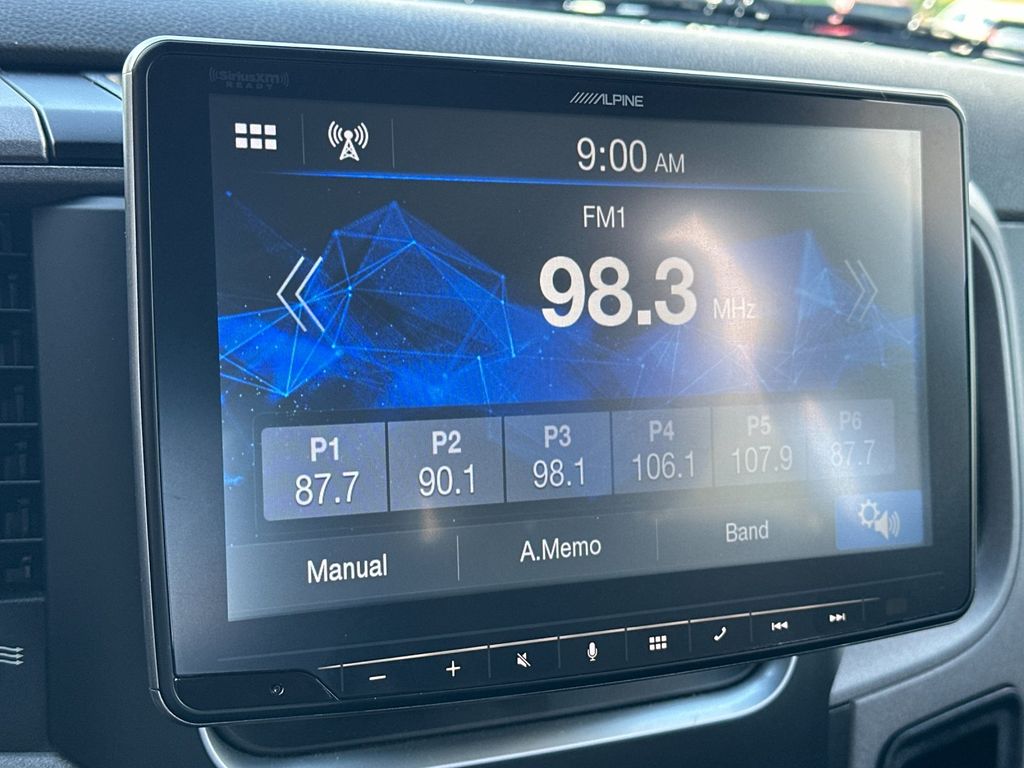 ((SiriusXM))
READY
ALPINE
9:00 AM
FM1
98.3 MHz
P1 P2 P3 P4 P5 P6
87.7 90.1 98.1 106.1 107.9 87.7
Manual A.Memo Band